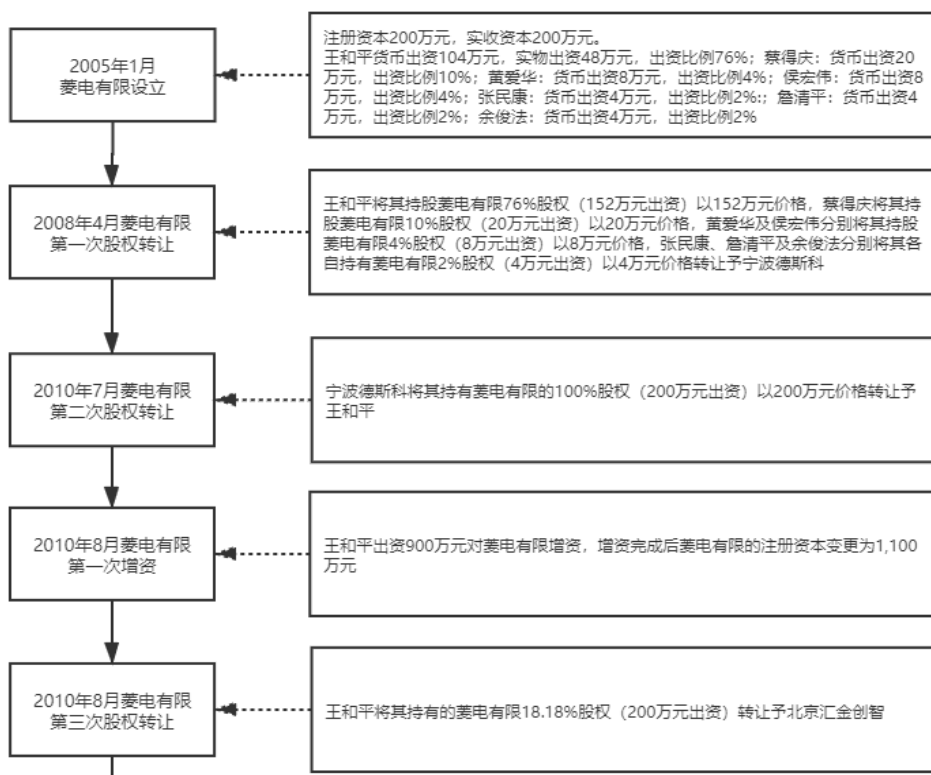 2005年1月
菱电有限设立
注册资本200万元，实收资本200万元。
王和平货币出资104万元，实物出资48万元，出资比例76%；蔡得庆：货币出资20
万元，出资比例10%；黄爱华：货币出资8万元，出资比例4%；侯宏伟：货币出资8
万元，出资比例4%；张民康：货币出资4万元，出资比例2%:；詹清平：货币出资4
万元，出资比例2%；余俊法：货币出资4万元，出资比例2%
2008年4月菱电有限
第一次股权转让
王和平将其持股菱电有限76%股权（152万元出资）以152万元价格，蔡得庆将其持
股菱电有限10%股权（20万元出资）以20万元价格，黄爱华及侯宏伟分别将其持股
菱电有限4%股权（8万元出资）以8万元价格，张民康、詹清平及余俊法分别将其各
自持有菱电有限2%股权（4万元出资）以4万元价格转让予宁波德斯科
2010年7月菱电有限
第二次股权转让
宁波德斯科将其持有菱电有限的100%股权（200万元出资）以200万元价格转让予
王和平
2010年8月菱电有限
第一次增资
王和平出资900万元对菱电有限增资，增资完成后菱电有限的注册资本变更为1,100
万元
2010年8月菱电有限
第三次股权转让
王和平将其持有的菱电有限18.18%股权（200万元出资）转让予北京汇金创智